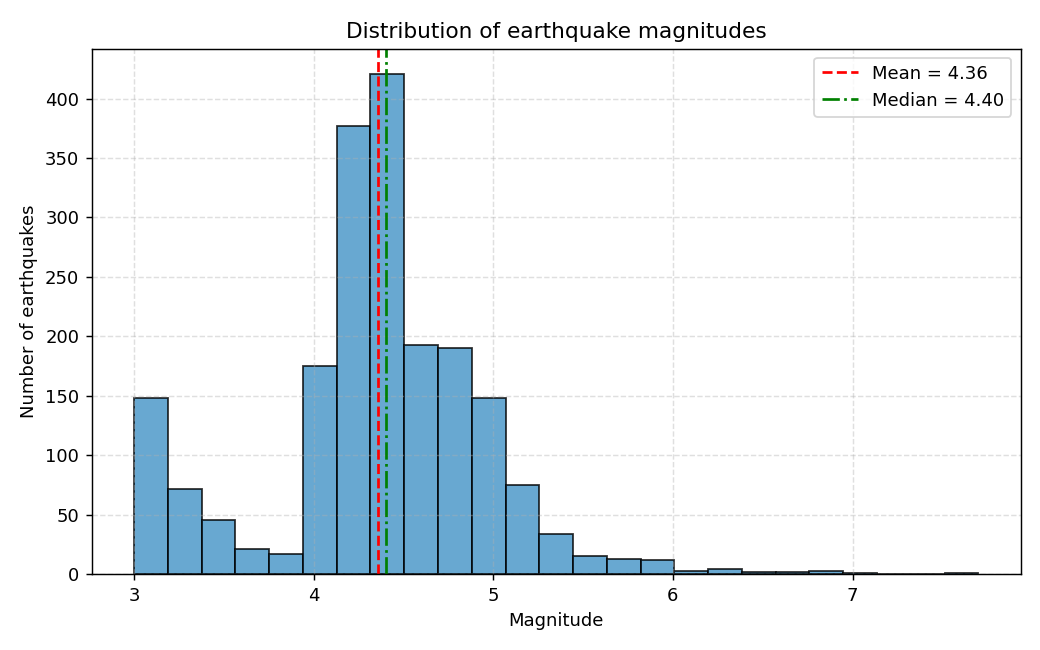 Distribution of earthquake magnitudes
Mean = 4.36
Median = 4.40
Number of earthquakes
400
350
300
250
200
150
100
50
0
3 4 5 6 7
Magnitude